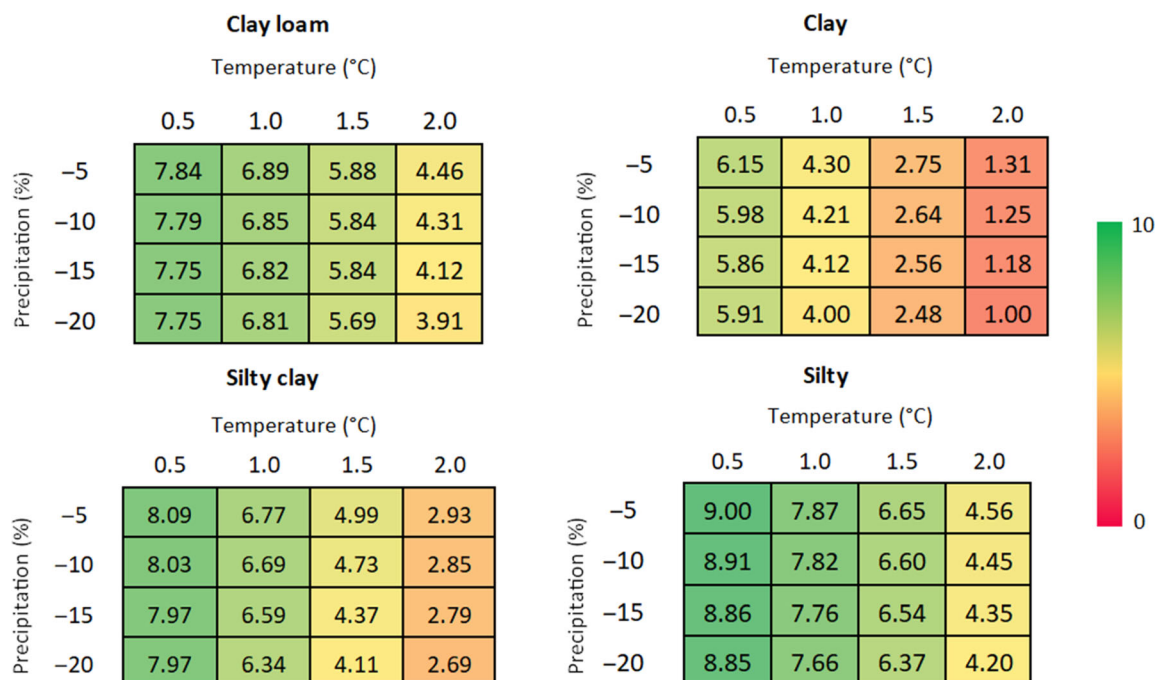 Clay loam
Temperature (°C)
0.5 1.0 1.5 2.0
Precipitation (%)
−5 7.84 6.89 5.88 4.46
−10 7.79 6.85 5.84 4.31
−15 7.75 6.82 5.84 4.12
−20 7.75 6.81 5.69 3.91
Clay
Temperature (°C)
0.5 1.0 1.5 2.0
Precipitation (%)
−5 6.15 4.30 2.75 1.31
−10 5.98 4.21 2.64 1.25
−15 5.86 4.12 2.56 1.18
−20 5.91 4.00 2.48 1.00
Silty clay
Temperature (°C)
0.5 1.0 1.5 2.0
Precipitation (%)
−5 8.09 6.77 4.99 2.93
−10 8.03 6.69 4.73 2.85
−15 7.97 6.59 4.37 2.79
−20 7.97 6.34 4.11 2.69
Silty
Temperature (°C)
0.5 1.0 1.5 2.0
Precipitation (%)
−5 9.00 7.87 6.65 4.56
−10 8.91 7.82 6.60 4.45
−15 8.86 7.76 6.54 4.35
−20 8.85 7.66 6.37 4.20
10
0